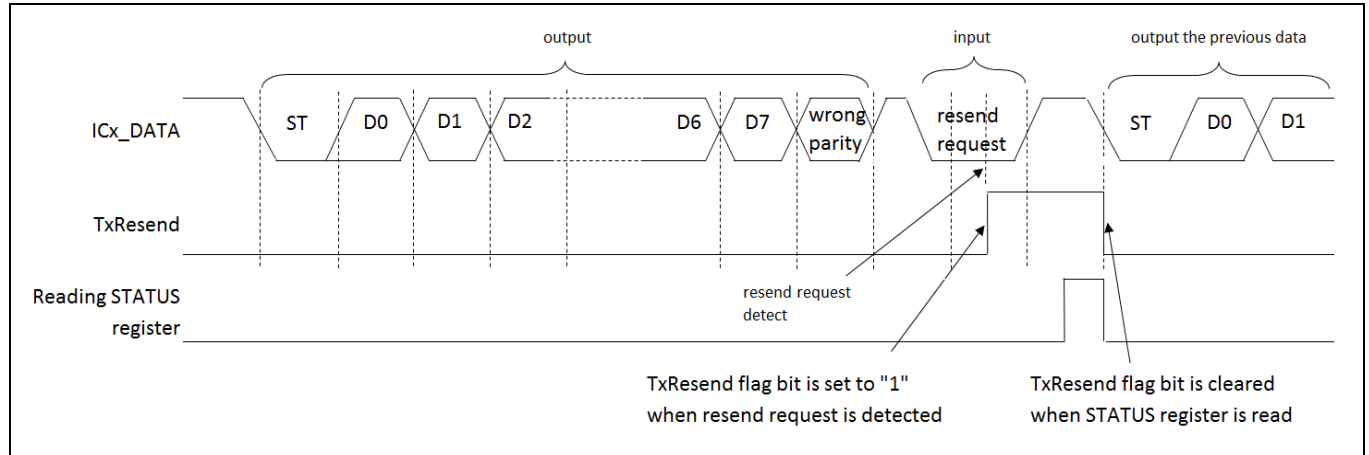 output
input
output the previous data
ICx_DATA
ST
D0
D1
D2
D6
D7
wrong
parity
resend
request
ST
D0
D1
TxResend
Reading STATUS
register
resend request
detect
TxResend flag bit is set to "1"
when resend request is detected
TxResend flag bit is cleared
when STATUS register is read